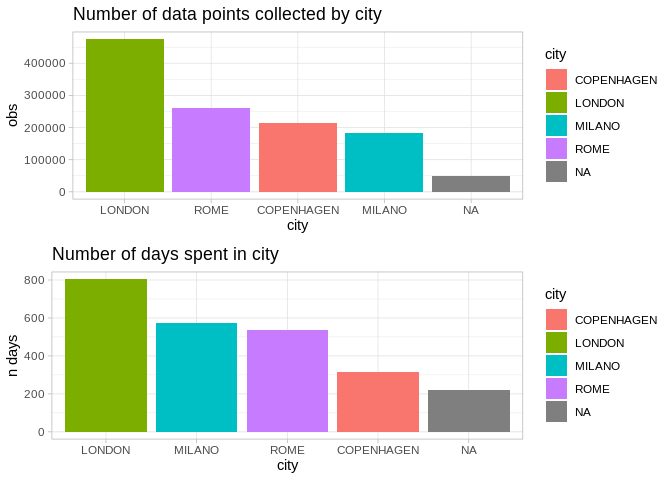 Number of data points collected by city
obs
400000
300000
200000
100000
0
LONDON ROME COPENHAGEN MILANO NA
city
city
COPENHAGEN
LONDON
MILANO
ROME
NA
Number of days spent in city
n days
800
600
400
200
0
LONDON MILANO ROME COPENHAGEN NA
city
city
COPENHAGEN
LONDON
MILANO
ROME
NA